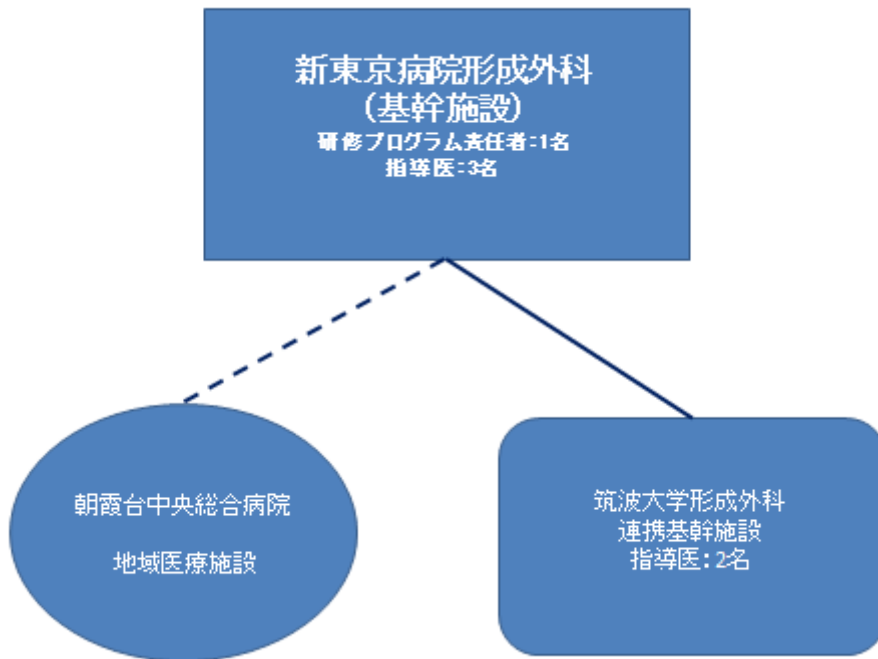 新東京病院形成外科
(基幹施設)
研修プログラム責任者:1名
指導医:3名
朝霞台中央総合病院
地域医療施設
筑波大学形成外科
連携基幹施設
指導医:2名